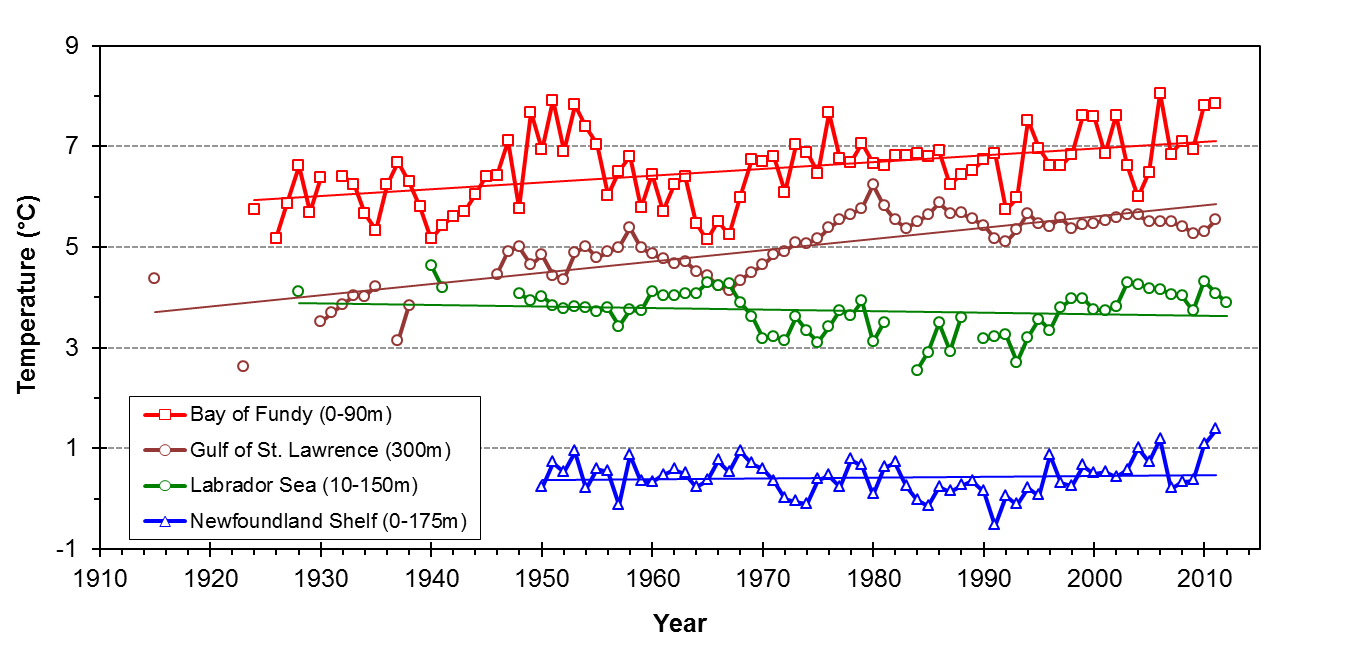 9
7
5
3
1
-1
Temperature (°C)
Bay of Fundy (0-90m)
Gulf of St. Lawrence (300m)
Labrador Sea (10-150m)
Newfoundland Shelf (0-175m)
1910 1920 1930 1940 1950 1960 1970 1980 1990 2000 2010
Year